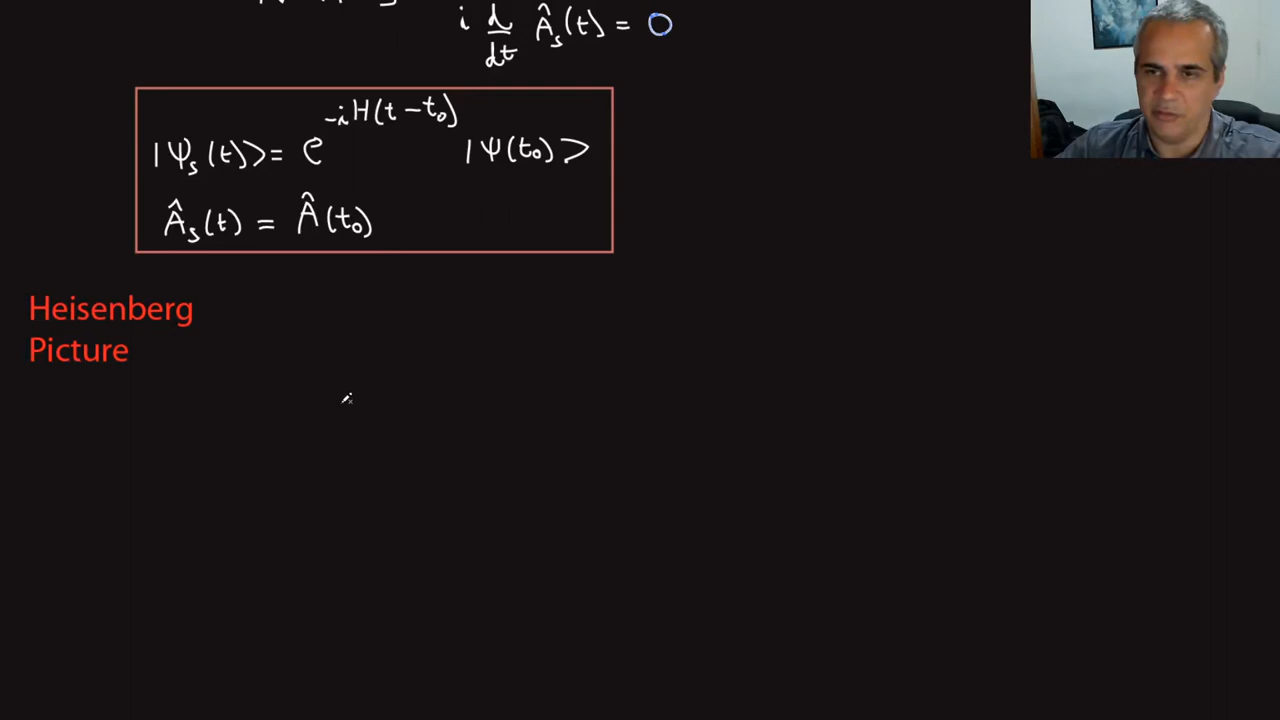 i d/dt Â_s(t) = 0
|Ψ_s(t)> = e^{-iH(t-t₀)} |Ψ(t₀)>
Â_s(t) = Â(t₀)
Heisenberg
Picture